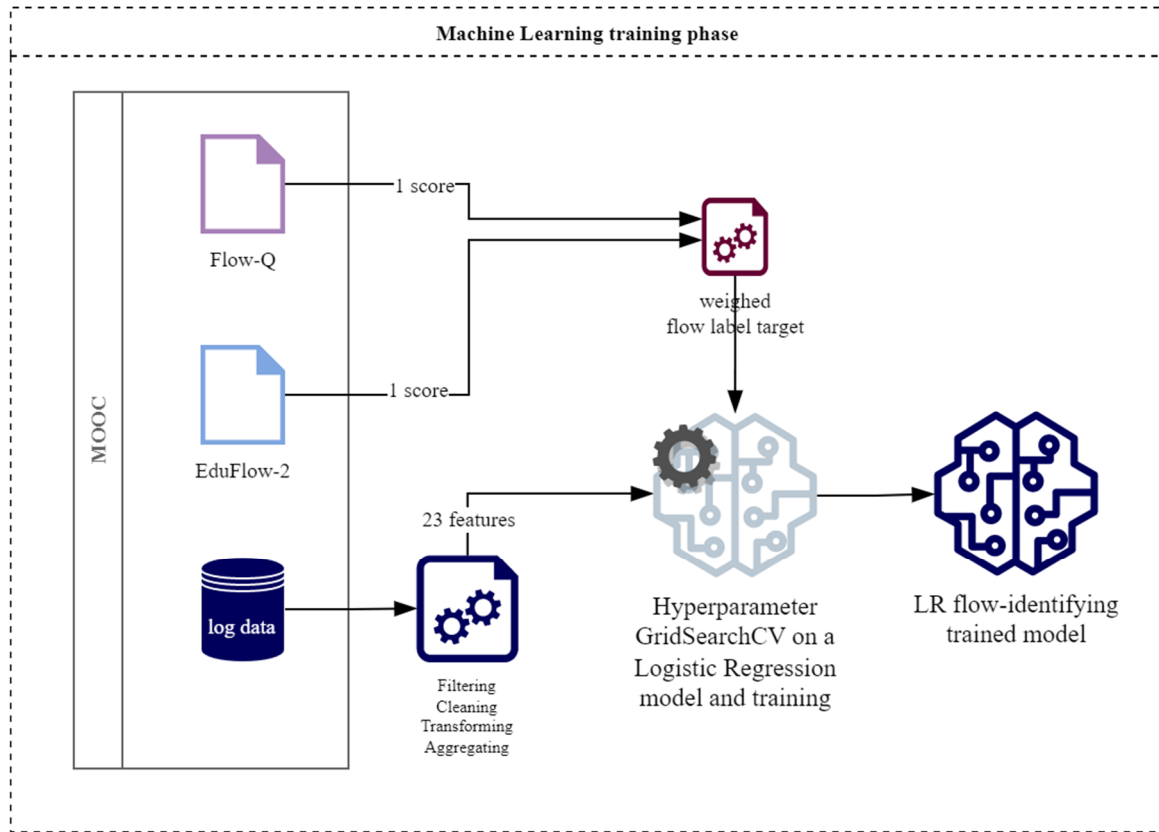 Machine Learning training phase
MOOC
Flow-Q
1 score
weighed
flow label target
EduFlow-2
1 score
log data
23 features
Filtering
Cleaning
Transforming
Aggregating
Hyperparameter
GridSearchCV on a
Logistic Regression
model and training
LR flow-identifying
trained model